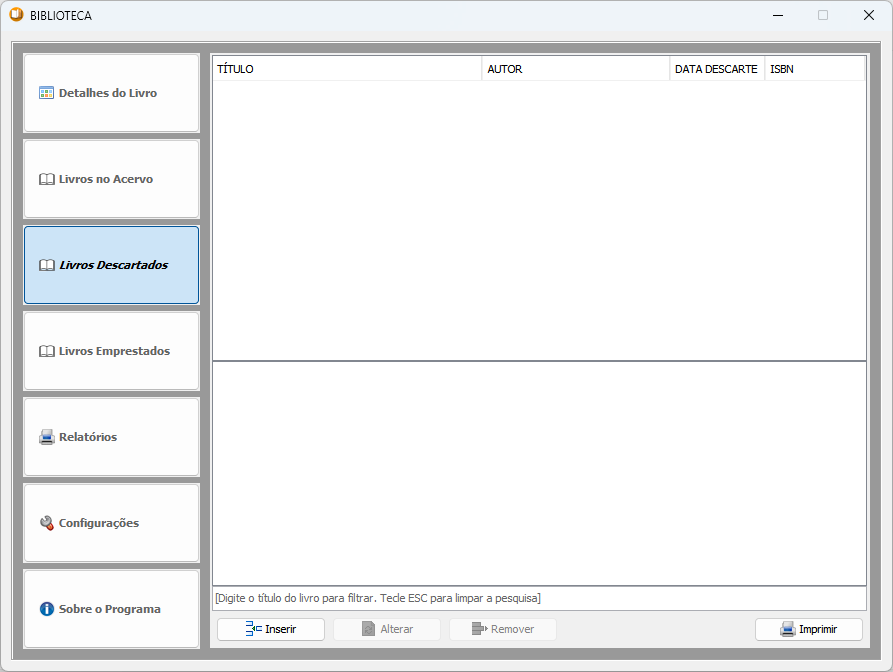 BIBLIOTECA
Detalhes do Livro
Livros no Acervo
Livros Descartados
Livros Emprestados
Relatórios
Configurações
Sobre o Programa
TÍTULO AUTOR DATA DESCARTE ISBN
[Digite o título do livro para filtrar. Tecle ESC para limpar a pesquisa]
Inserir Alterar Remover Imprimir